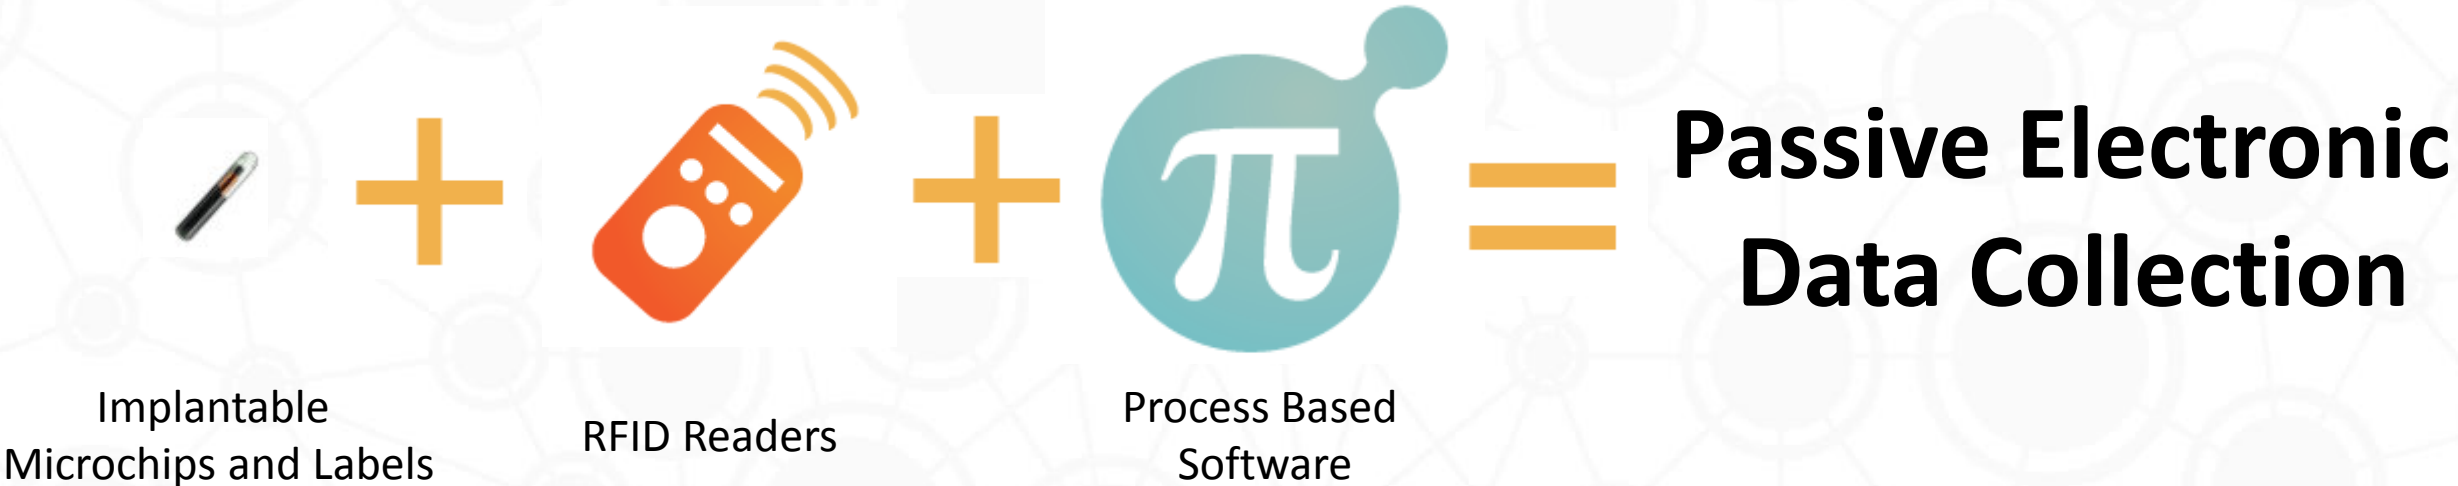 π
Passive Electronic
Data Collection
Implantable
Microchips and Labels
RFID Readers
Process Based
Software